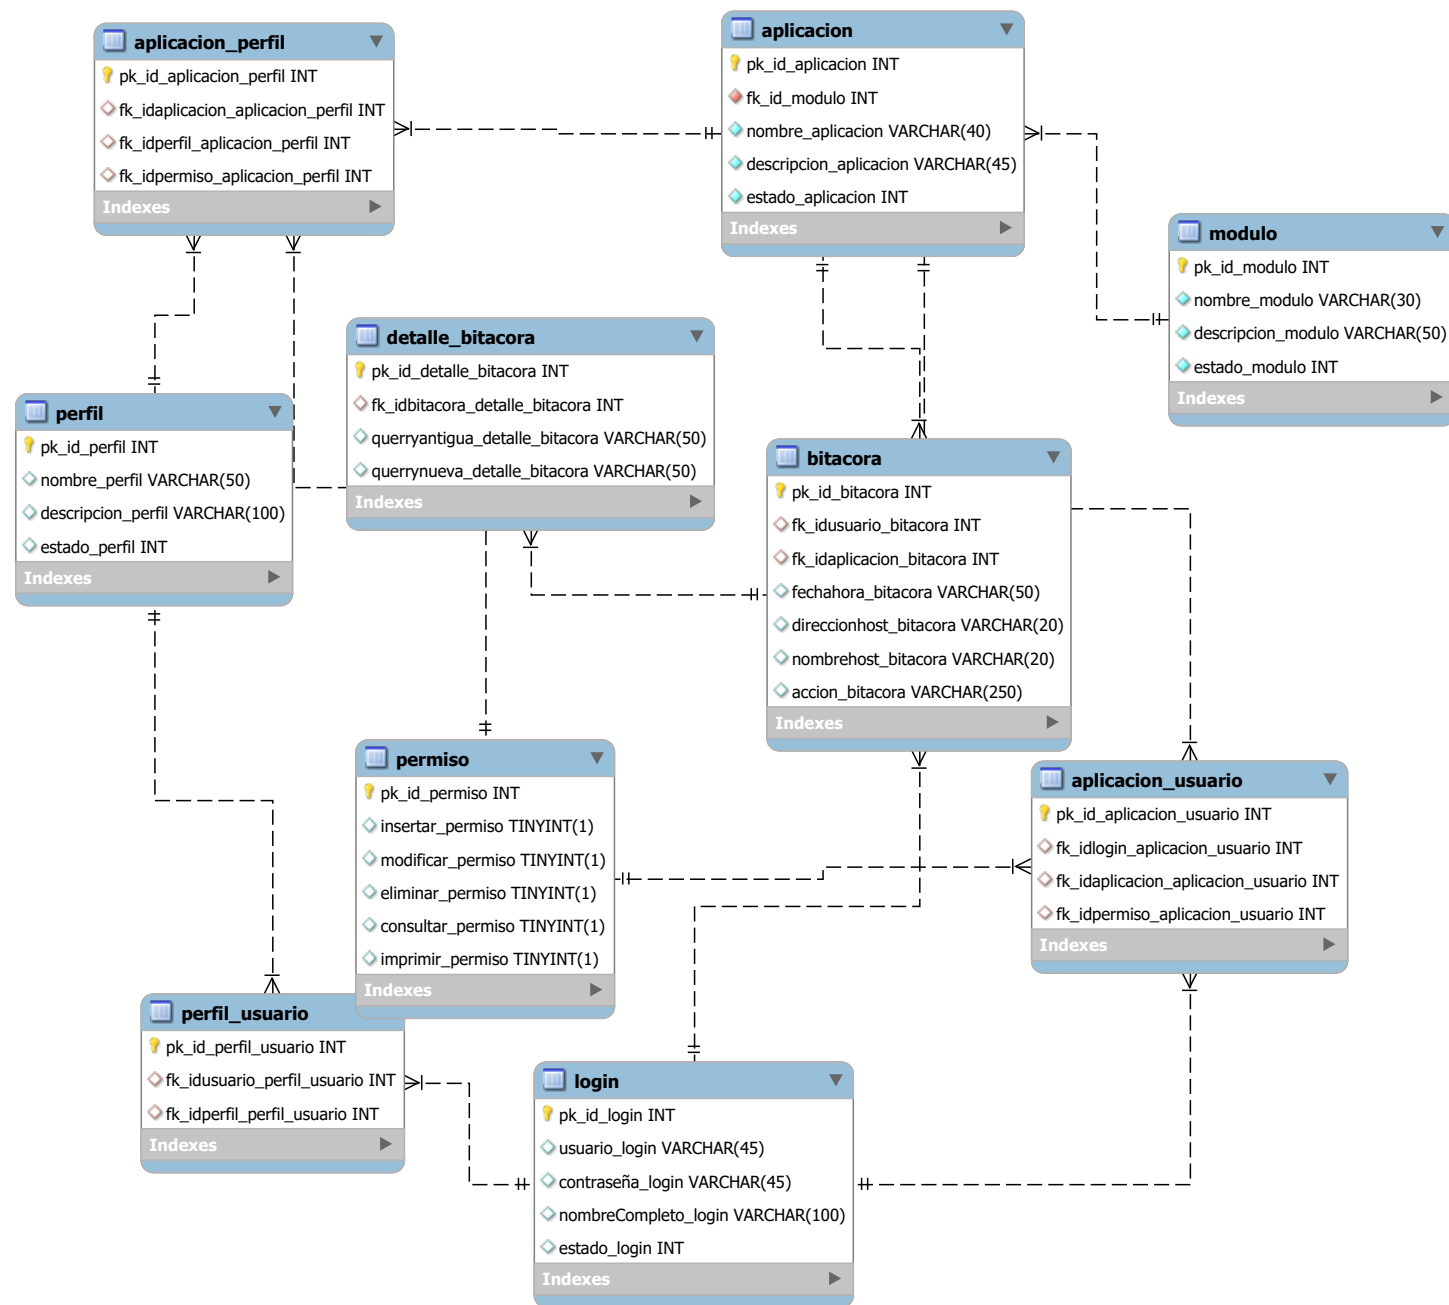 aplicacion_perfil
pk_id_aplicacion_perfil INT
fk_idaplicacion_aplicacion_perfil INT
fk_idperfil_aplicacion_perfil INT
fk_idpermiso_aplicacion_perfil INT
Indexes
aplicacion
pk_id_aplicacion INT
fk_id_modulo INT
nombre_aplicacion VARCHAR(40)
descripcion_aplicacion VARCHAR(45)
estado_aplicacion INT
Indexes
modulo
pk_id_modulo INT
nombre_modulo VARCHAR(30)
descripcion_modulo VARCHAR(50)
estado_modulo INT
Indexes
detalle_bitacora
pk_id_detalle_bitacora INT
fk_idbitacora_detalle_bitacora INT
querryantigua_detalle_bitacora VARCHAR(50)
querrynueva_detalle_bitacora VARCHAR(50)
Indexes
perfil
pk_id_perfil INT
nombre_perfil VARCHAR(50)
descripcion_perfil VARCHAR(100)
estado_perfil INT
Indexes
bitacora
pk_id_bitacora INT
fk_idusuario_bitacora INT
fk_idaplicacion_bitacora INT
fechahora_bitacora VARCHAR(50)
direccionhost_bitacora VARCHAR(20)
nombrehost_bitacora VARCHAR(20)
accion_bitacora VARCHAR(250)
Indexes
permiso
pk_id_permiso INT
insertar_permiso TINYINT(1)
modificar_permiso TINYINT(1)
eliminar_permiso TINYINT(1)
consultar_permiso TINYINT(1)
imprimir_permiso TINYINT(1)
Indexes
aplicacion_usuario
pk_id_aplicacion_usuario INT
fk_idlogin_aplicacion_usuario INT
fk_idaplicacion_aplicacion_usuario INT
fk_idpermiso_aplicacion_usuario INT
Indexes
perfil_usuario
pk_id_perfil_usuario INT
fk_idusuario_perfil_usuario INT
fk_idperfil_perfil_usuario INT
Indexes
login
pk_id_login INT
usuario_login VARCHAR(45)
contraseña_login VARCHAR(45)
nombreCompleto_login VARCHAR(100)
estado_login INT
Indexes